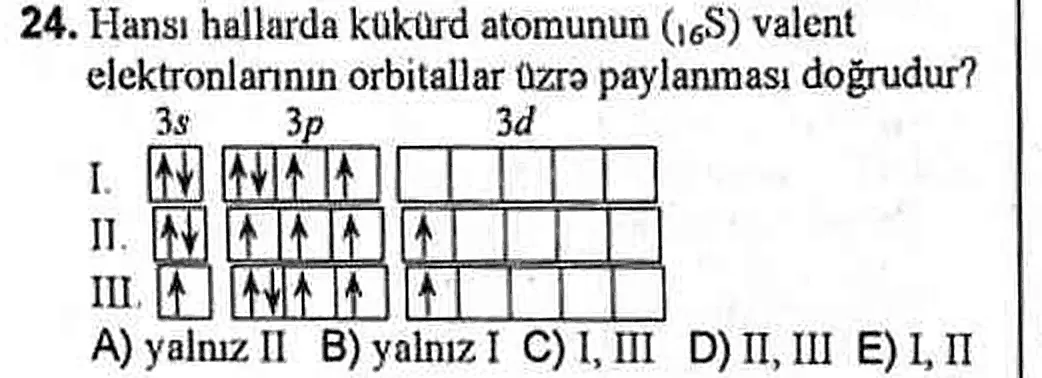 24. Hansı hallarda kükürd atomunun (₁₆S) valent
elektronlarının orbitallar üzrə paylanması doğrudur?
3s 3p 3d
I. ↑↓ ↑↓ ↑ ↑
II. ↑↓ ↑ ↑ ↑ ↑
III. ↑ ↑↓ ↑ ↑ ↑
A) yalnız II B) yalnız I C) I, III D) II, III E) I, II